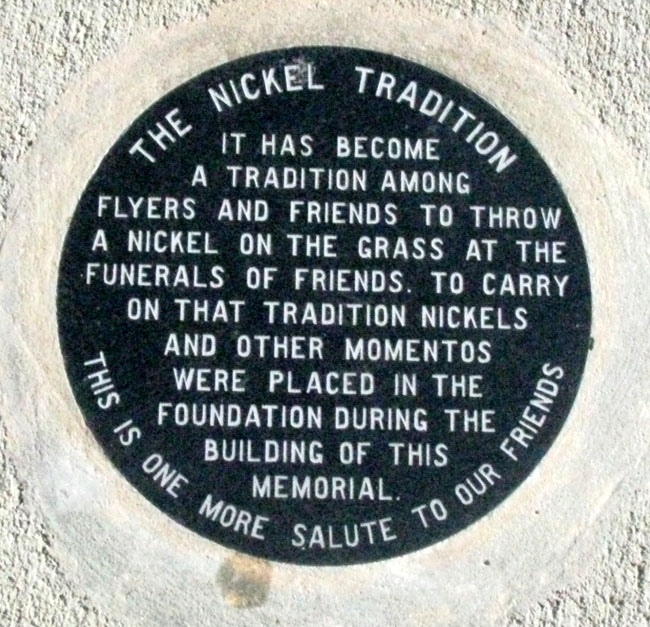 THE NICKEL TRADITION
IT HAS BECOME
A TRADITION AMONG
FLYERS AND FRIENDS TO THROW
A NICKEL ON THE GRASS AT THE
FUNERALS OF FRIENDS. TO CARRY
ON THAT TRADITION NICKELS
AND OTHER MOMENTOS
WERE PLACED IN THE
FOUNDATION DURING THE
BUILDING OF THIS
MEMORIAL.
THIS IS ONE MORE SALUTE TO OUR FRIENDS